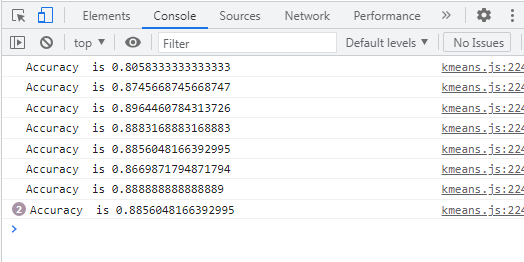 Elements Console Sources Network Performance »
top ▾ Filter Default levels ▾ No Issues
Accuracy is 0.8058333333333333 kmeans.js:224
Accuracy is 0.8745668745668747 kmeans.js:224
Accuracy is 0.8964460784313726 kmeans.js:224
Accuracy is 0.8883168883168883 kmeans.js:224
Accuracy is 0.8856048166392995 kmeans.js:224
Accuracy is 0.8669871794871794 kmeans.js:224
Accuracy is 0.888888888888889 kmeans.js:224
2 Accuracy is 0.8856048166392995 kmeans.js:224